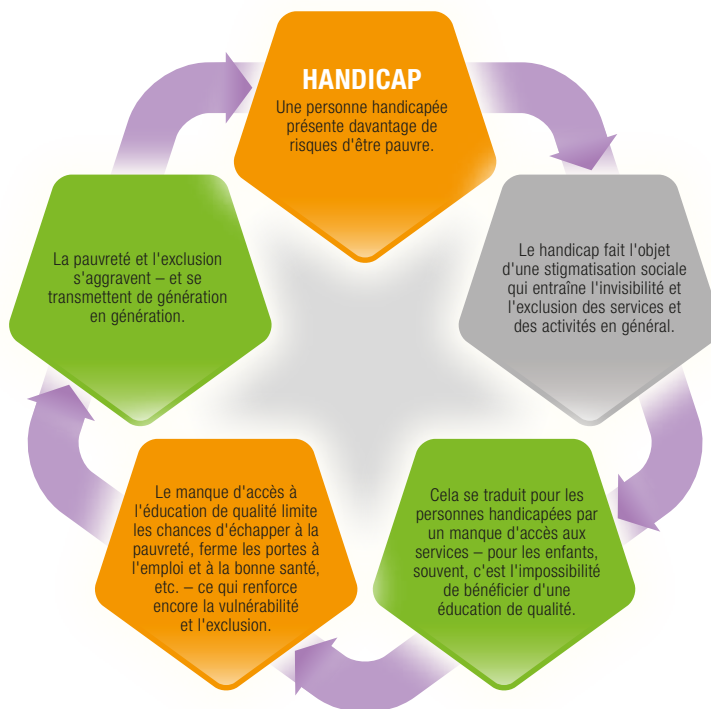 HANDICAP
Une personne handicapée
présente davantage de
risques d'être pauvre.
Le handicap fait l'objet
d'une stigmatisation sociale
qui entraîne l'invisibilité et
l'exclusion des services et
des activités en général.
Cela se traduit pour les
personnes handicapées par
un manque d'accès aux
services – pour les enfants,
souvent, c'est l'impossibilité
de bénéficier d'une
éducation de qualité.
Le manque d'accès à
l'éducation de qualité limite
les chances d'échapper à la
pauvreté, ferme les portes à
l'emploi et à la bonne santé,
etc. – ce qui renforce
encore la vulnérabilité
et l'exclusion.
La pauvreté et l'exclusion
s'aggravent – et se
transmettent de génération
en génération.